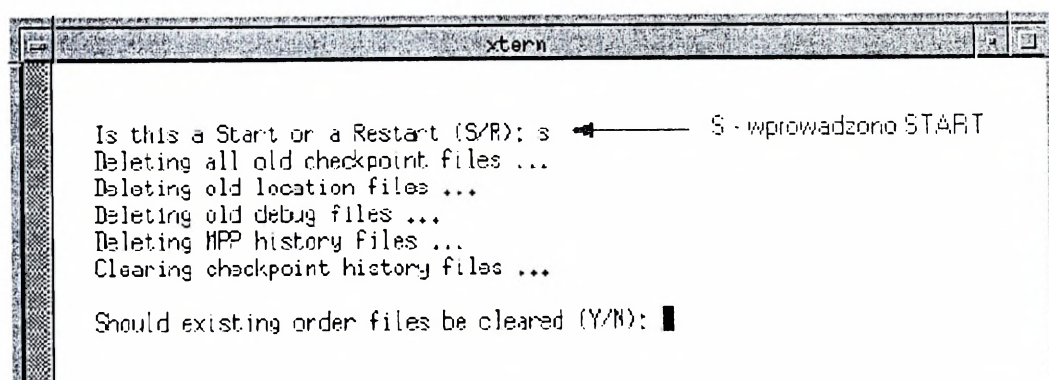 xterm
Is this a Start or a Restart (S/R): s
S - wprowadzono START
Deleting all old checkpoint files ...
Deleting old location files ...
Deleting old debug files ...
Deleting MPP history files ...
Clearing checkpoint history files ...
Should existing order files be cleared (Y/N):